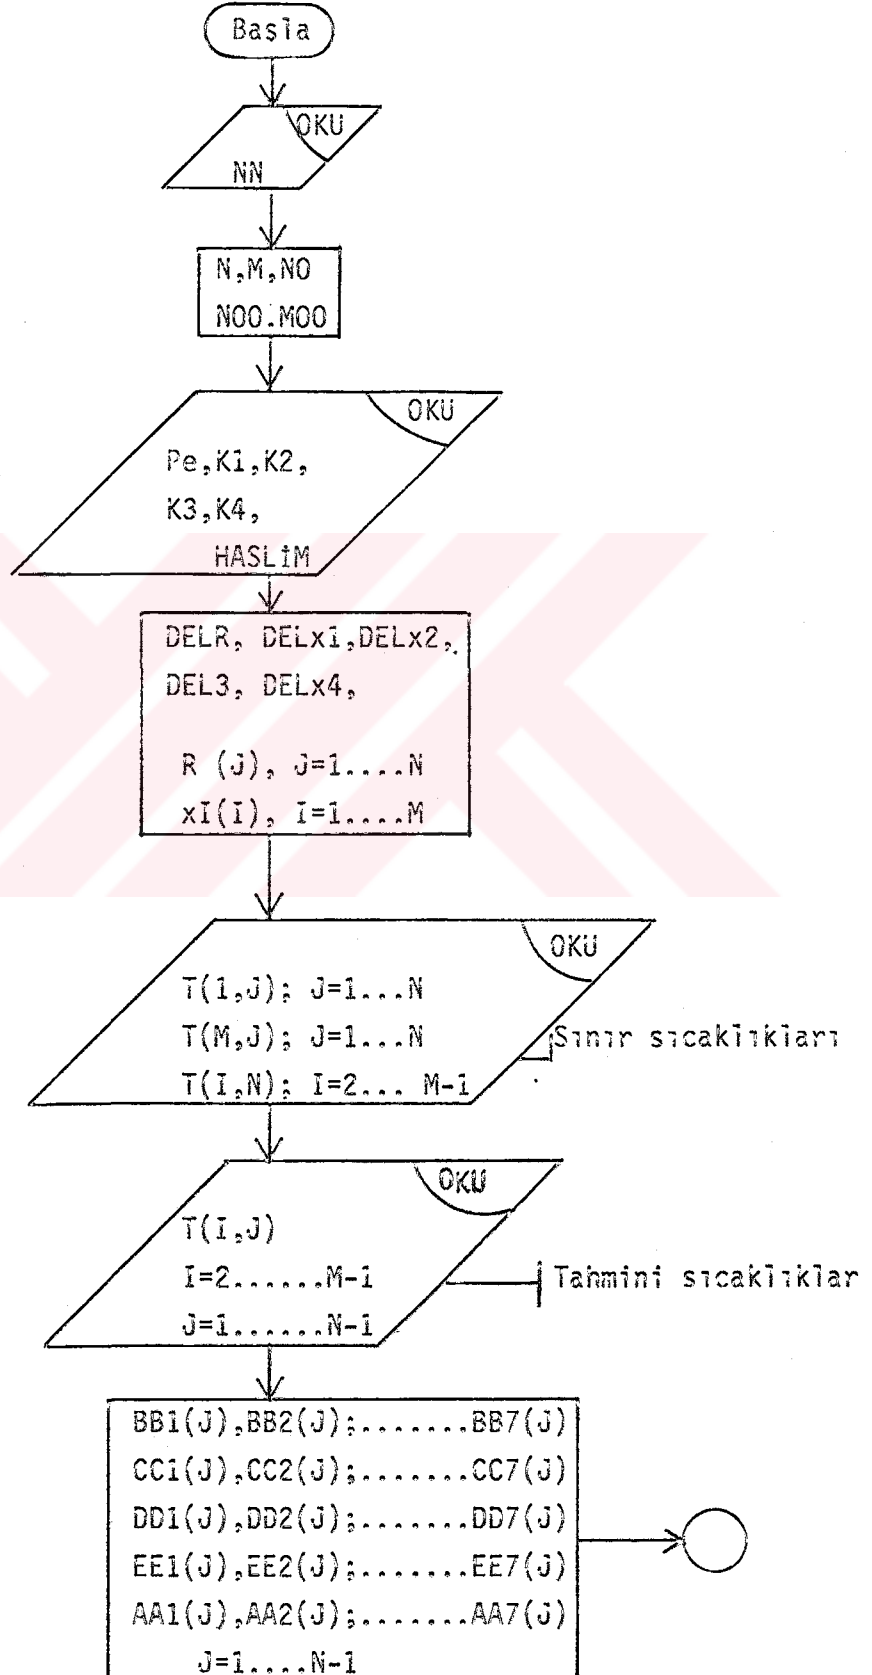 Başla
OKU
NN
N,M,NO
NOO.MOO
OKU
Pe,K1,K2,
K3,K4,
HASLİM
DELR, DELx1,DELx2,
DEL3, DELx4,
R (J), J=1....N
xI(I), I=1....M
OKU
T(1,J); J=1...N
T(M,J); J=1...N
Sınır sıcaklıkları
T(I,N); I=2... M-1
OKU
T(I,J)
I=2......M-1
Tahmini sıcaklıklar
J=1......N-1
BB1(J),BB2(J);.......BB7(J)
CC1(J),CC2(J);.......CC7(J)
DD1(J),DD2(J);.......DD7(J)
EE1(J),EE2(J);.......EE7(J)
AA1(J),AA2(J);.......AA7(J)
J=1....N-1